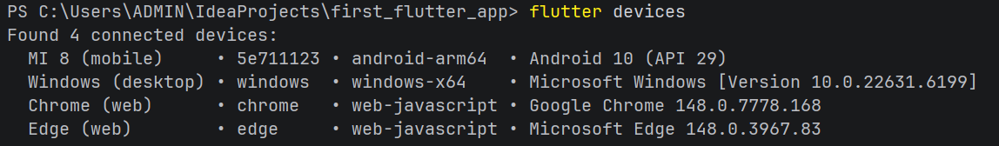 PS C:\Users\ADMIN\IdeaProjects\first_flutter_app> flutter devices
Found 4 connected devices:
  MI 8 (mobile)     • 5e711123 • android-arm64  • Android 10 (API 29)
  Windows (desktop) • windows  • windows-x64    • Microsoft Windows [Version 10.0.22631.6199]
  Chrome (web)      • chrome   • web-javascript • Google Chrome 148.0.7778.168
  Edge (web)        • edge     • web-javascript • Microsoft Edge 148.0.3967.83